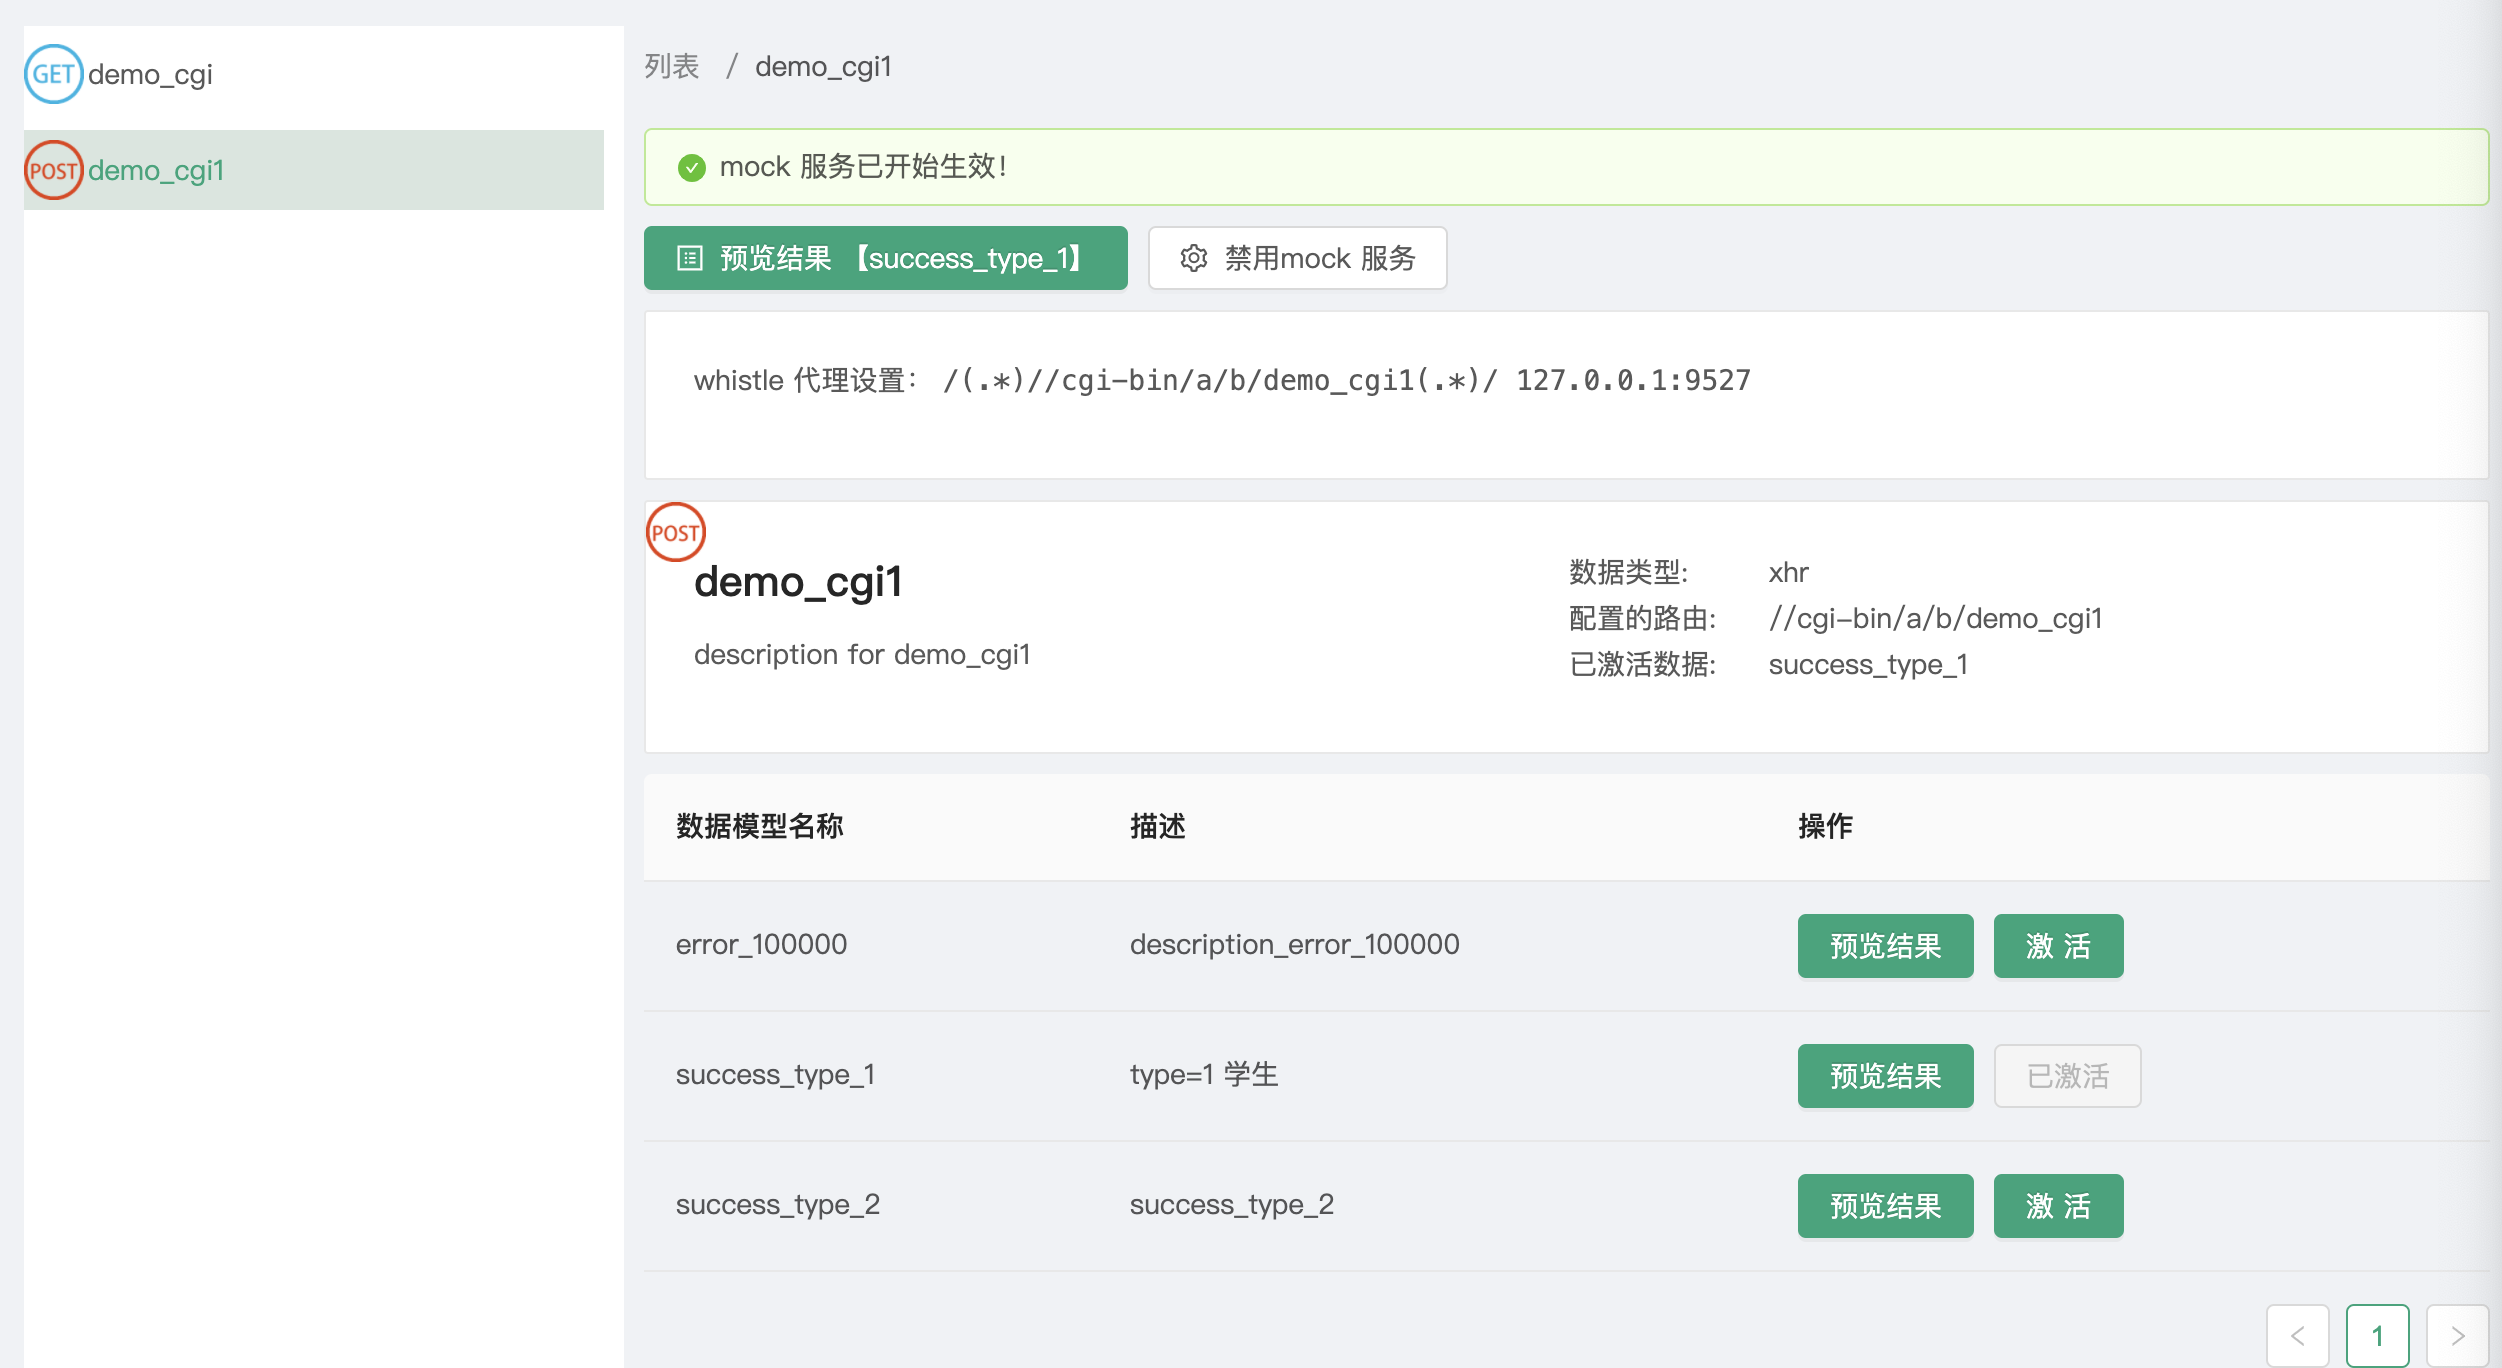 GET demo_cgi
POST demo_cgi1
列表 / demo_cgi1
mock 服务已开始生效!
预览结果 【success_type_1】 禁用mock 服务
whistle 代理设置: /(.*)//cgi-bin/a/b/demo_cgi1(.*)/ 127.0.0.1:9527
POST
demo_cgi1
description for demo_cgi1
数据类型: xhr
配置的路由: //cgi-bin/a/b/demo_cgi1
已激活数据: success_type_1
数据模型名称 描述 操作
error_100000 description_error_100000 预览结果 激 活
success_type_1 type=1 学生 预览结果 已激活
success_type_2 success_type_2 预览结果 激 活
< 1 >